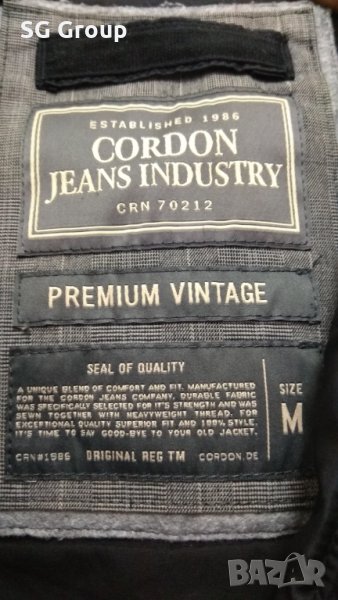 SG Group
ESTABLISHED 1986
CORDON
JEANS INDUSTRY
CRN 70212
PREMIUM VINTAGE
SEAL OF QUALITY
A UNIQUE BLEND OF COMFORT AND FIT. MANUFACTURED
FOR THE CORDON JEANS COMPANY. DURABLE FABRIC
WAS SPECIFICALLY SELECTED FOR IT'S STRENGTH AND WAS
SEWN TOGETHER WITH HEAVYWEIGHT THREAD. FOR
EXCEPTIONAL QUALITY SUPERIOR FIT AND 100% STYLE.
IT'S TIME TO SAY GOOD-BYE TO YOUR OLD JACKET.
CRN#1986 ORIGINAL REG TM CORDON.DE
SIZE
M
BAZAR